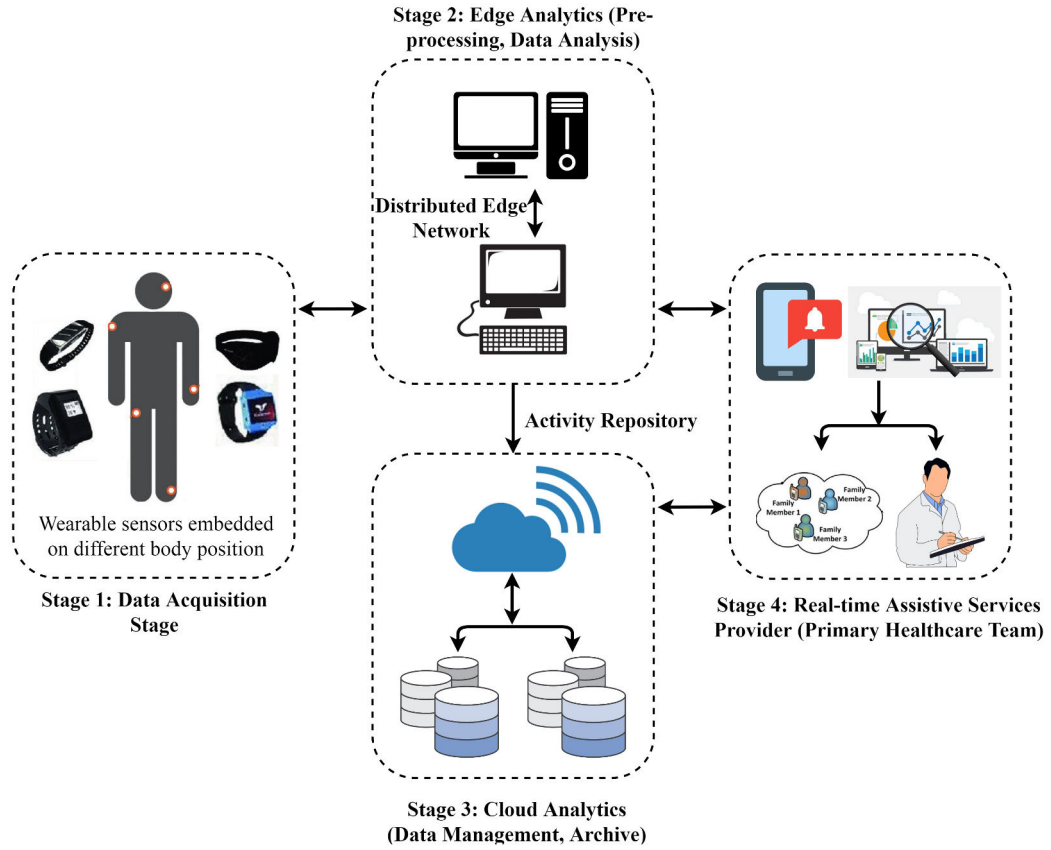 Stage 2: Edge Analytics (Pre-
processing, Data Analysis)
Distributed Edge
Network
Wearable sensors embedded
on different body position
Stage 1: Data Acquisition
Stage
Activity Repository
Family
Member 1
Family
Member 2
Family
Member 3
Stage 4: Real-time Assistive Services
Provider (Primary Healthcare Team)
Stage 3: Cloud Analytics
(Data Management, Archive)